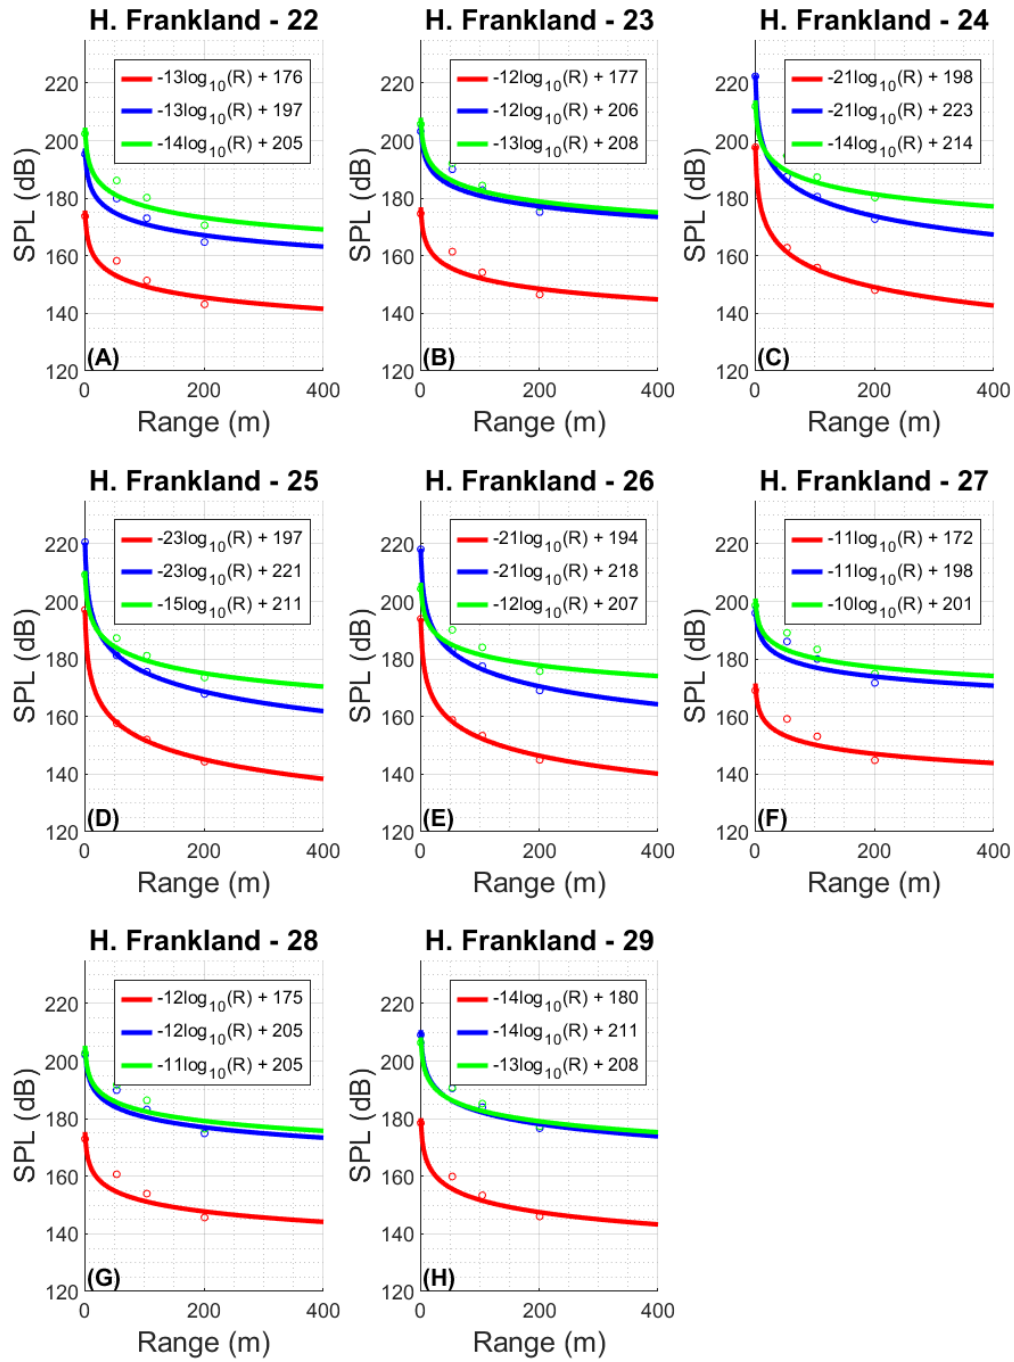 H. Frankland - 22
-13log10(R) + 176
-13log10(R) + 197
-14log10(R) + 205
SPL (dB)
220
200
180
160
140
120
(A)
0 200 400
Range (m)
H. Frankland - 23
-12log10(R) + 177
-12log10(R) + 206
-13log10(R) + 208
SPL (dB)
220
200
180
160
140
120
(B)
0 200 400
Range (m)
H. Frankland - 24
-21log10(R) + 198
-21log10(R) + 223
-14log10(R) + 214
SPL (dB)
220
200
180
160
140
120
(C)
0 200 400
Range (m)
H. Frankland - 25
-23log10(R) + 197
-23log10(R) + 221
-15log10(R) + 211
SPL (dB)
220
200
180
160
140
120
(D)
0 200 400
Range (m)
H. Frankland - 26
-21log10(R) + 194
-21log10(R) + 218
-12log10(R) + 207
SPL (dB)
220
200
180
160
140
120
(E)
0 200 400
Range (m)
H. Frankland - 27
-11log10(R) + 172
-11log10(R) + 198
-10log10(R) + 201
SPL (dB)
220
200
180
160
140
120
(F)
0 200 400
Range (m)
H. Frankland - 28
-12log10(R) + 175
-12log10(R) + 205
-11log10(R) + 205
SPL (dB)
220
200
180
160
140
120
(G)
0 200 400
Range (m)
H. Frankland - 29
-14log10(R) + 180
-14log10(R) + 211
-13log10(R) + 208
SPL (dB)
220
200
180
160
140
120
(H)
0 200 400
Range (m)